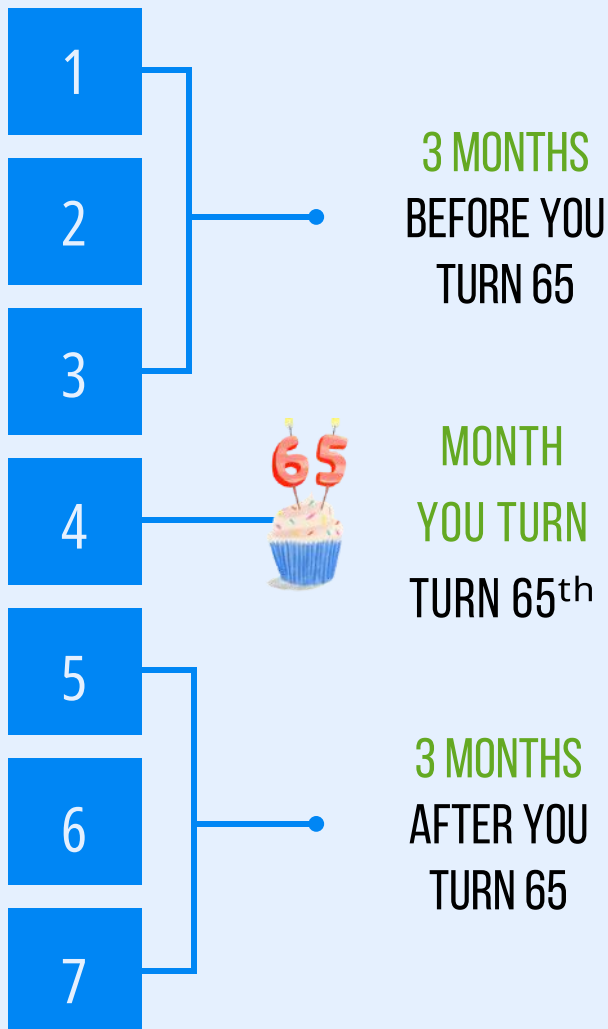 1
2
3
4
5
6
7
3 MONTHS
BEFORE YOU
TURN 65
65
MONTH
YOU TURN
TURN 65th
3 MONTHS
AFTER YOU
TURN 65